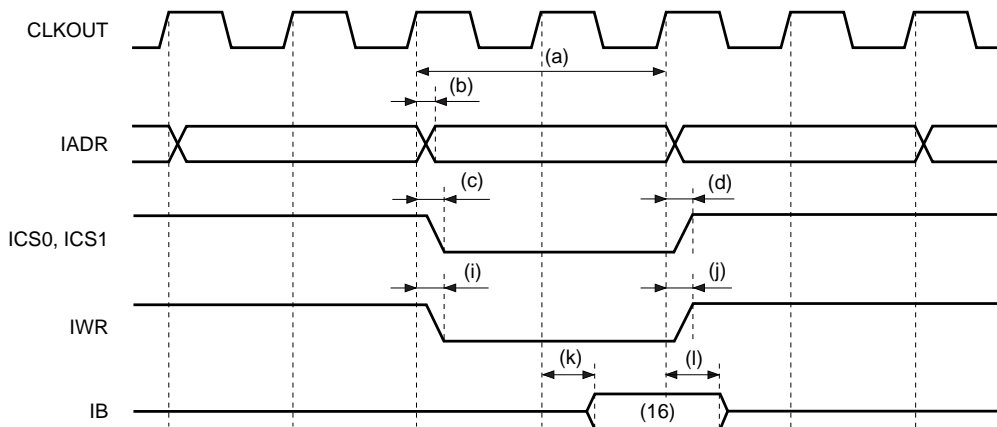 CLKOUT
(a)
(b)
IADR
(c)
(d)
ICS0, ICS1
(i)
(j)
IWR
(k)
(l)
IB
(16)